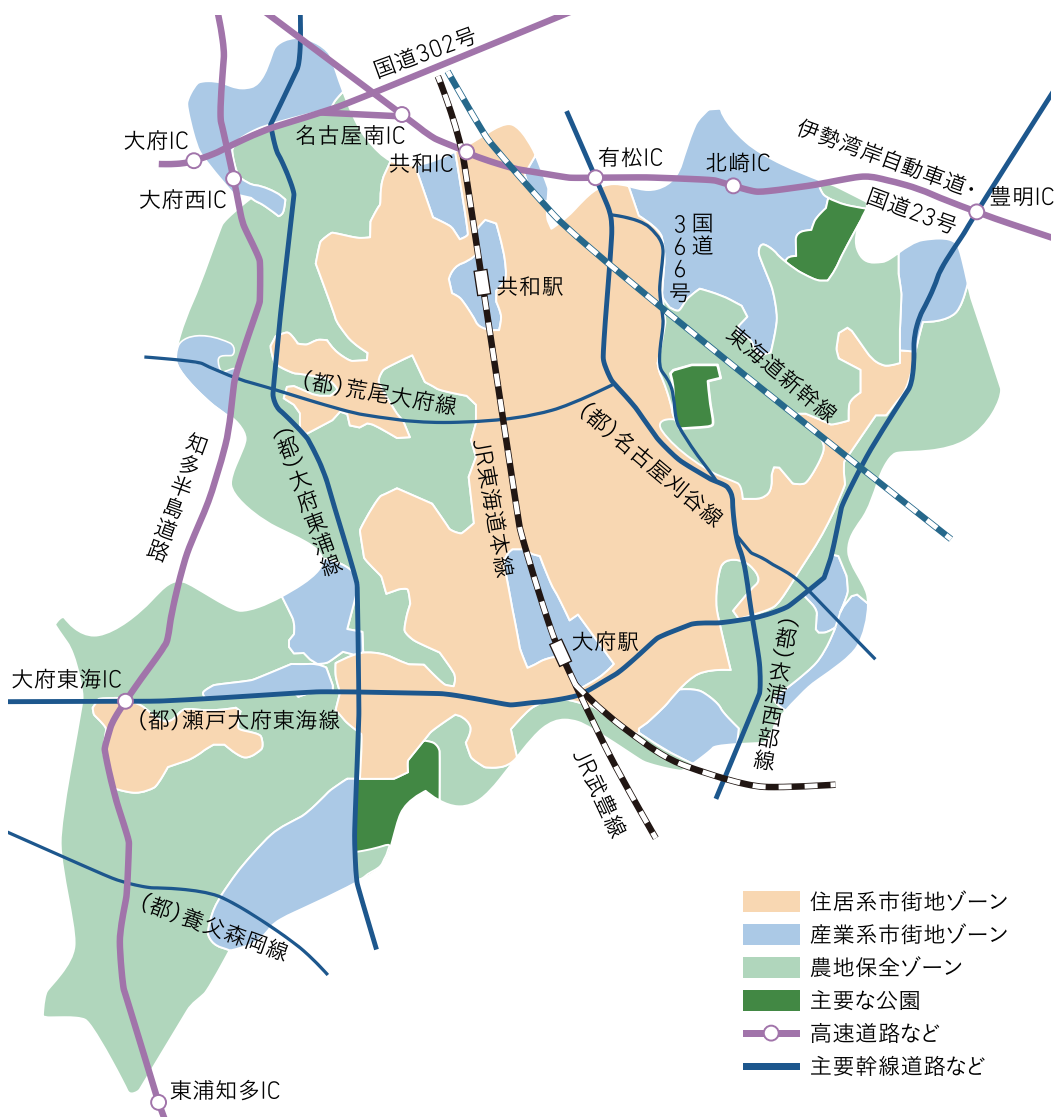 国道302号
大府IC
名古屋南IC
共和IC
大府西IC
有松IC
北崎IC
伊勢湾岸自動車道・
国道23号
豊明IC
国道366号
共和駅
東海道新幹線
(都)荒尾大府線
(都)名古屋刈谷線
(都)大府東浦線
知多半島道路
JR東海道本線
大府駅
(都)衣浦西部線
大府東海IC
(都)瀬戸大府東海線
JR武豊線
(都)養父森岡線
東浦知多IC
住居系市街地ゾーン
産業系市街地ゾーン
農地保全ゾーン
主要な公園
高速道路など
主要幹線道路など